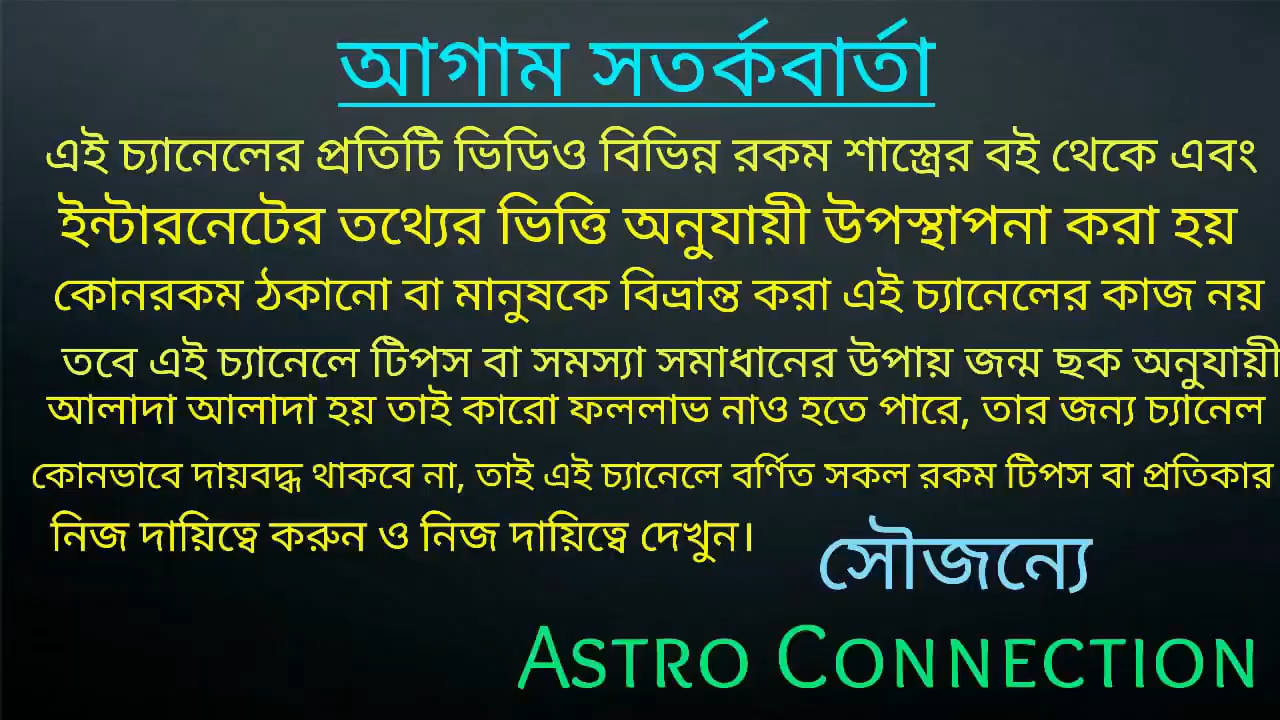 আগাম সতর্কবার্তা
এই চ্যানেলের প্রতিটি ভিডিও বিভিন্ন রকম শাস্ত্রের বই থেকে এবং
ইন্টারনেটের তথ্যের ভিত্তি অনুযায়ী উপস্থাপনা করা হয়
কোনরকম ঠকানো বা মানুষকে বিভ্রান্ত করা এই চ্যানেলের কাজ নয়
তবে এই চ্যানেলে টিপস বা সমস্যা সমাধানের উপায় জন্ম ছক অনুযায়ী
আলাদা আলাদা হয় তাই কারো ফললাভ নাও হতে পারে, তার জন্য চ্যানেল
কোনভাবে দায়বদ্ধ থাকবে না, তাই এই চ্যানেলে বর্ণিত সকল রকম টিপস বা প্রতিকার
নিজ দায়িত্বে করুন ও নিজ দায়িত্বে দেখুন।
সৌজন্যে
ASTRO CONNECTION